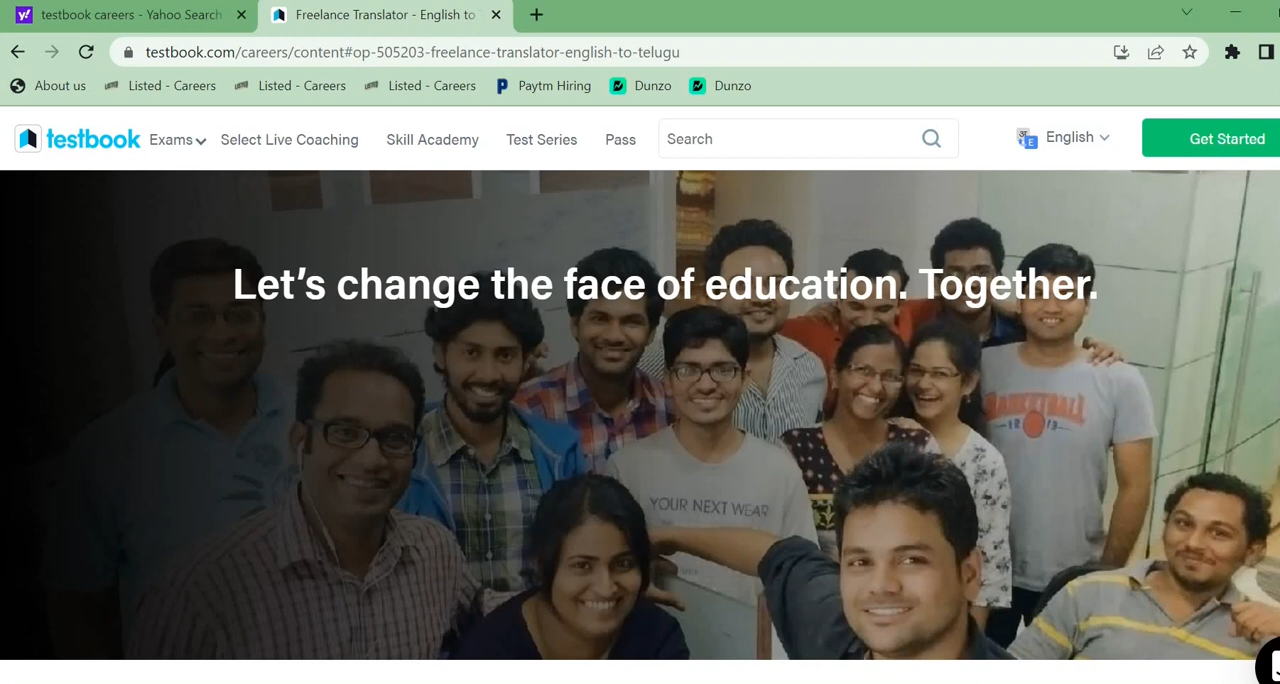 testbook careers - Yahoo Search
Freelance Translator - English to
testbook.com/careers/content#op-505203-freelance-translator-english-to-telugu
About us
Listed - Careers
Listed - Careers
Listed - Careers
Paytm Hiring
Dunzo
Dunzo
testbook
Exams
Select Live Coaching
Skill Academy
Test Series
Pass
Search
English
Get Started
Let’s change the face of education. Together.
BASKETBALL
YOUR NEXT WEAR